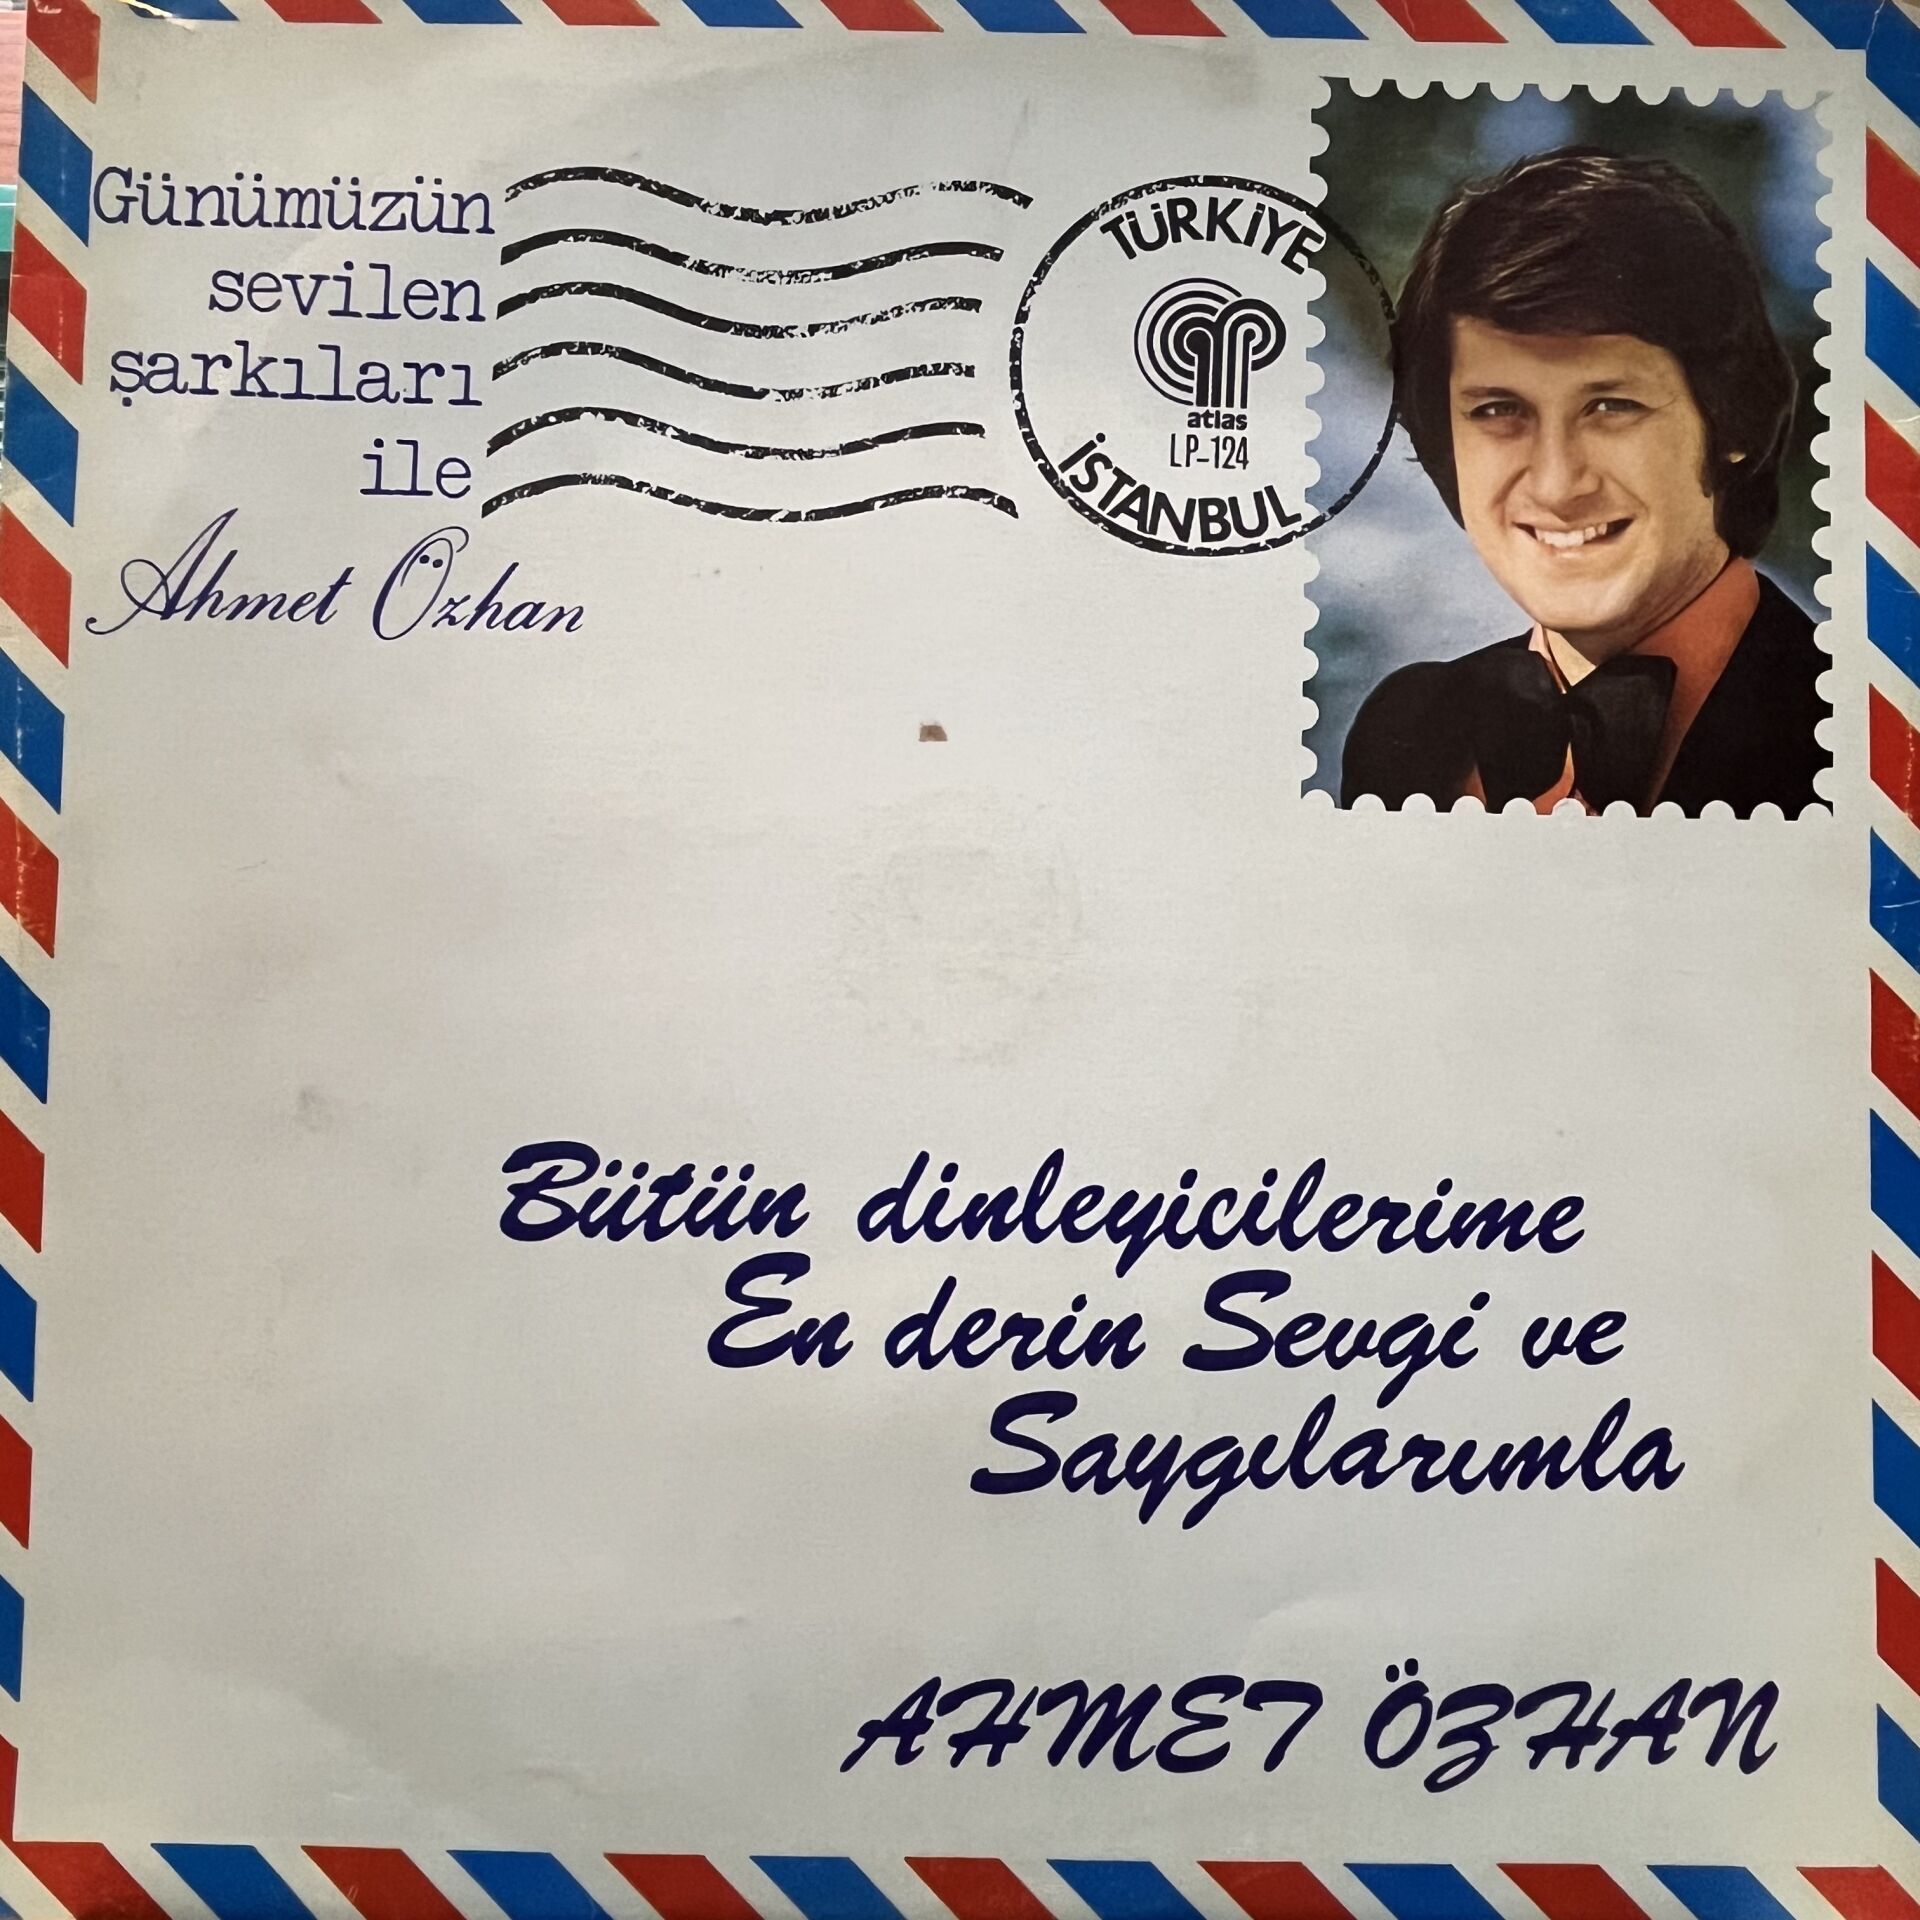 Günümüzün
sevilen
şarkıları
ile
Ahmet Özhan
TÜRKİYE
atlas
LP-124
İSTANBUL
Bütün dinleyicilerime
En derin Sevgi ve
Saygılarımla
AHMET ÖZHAN